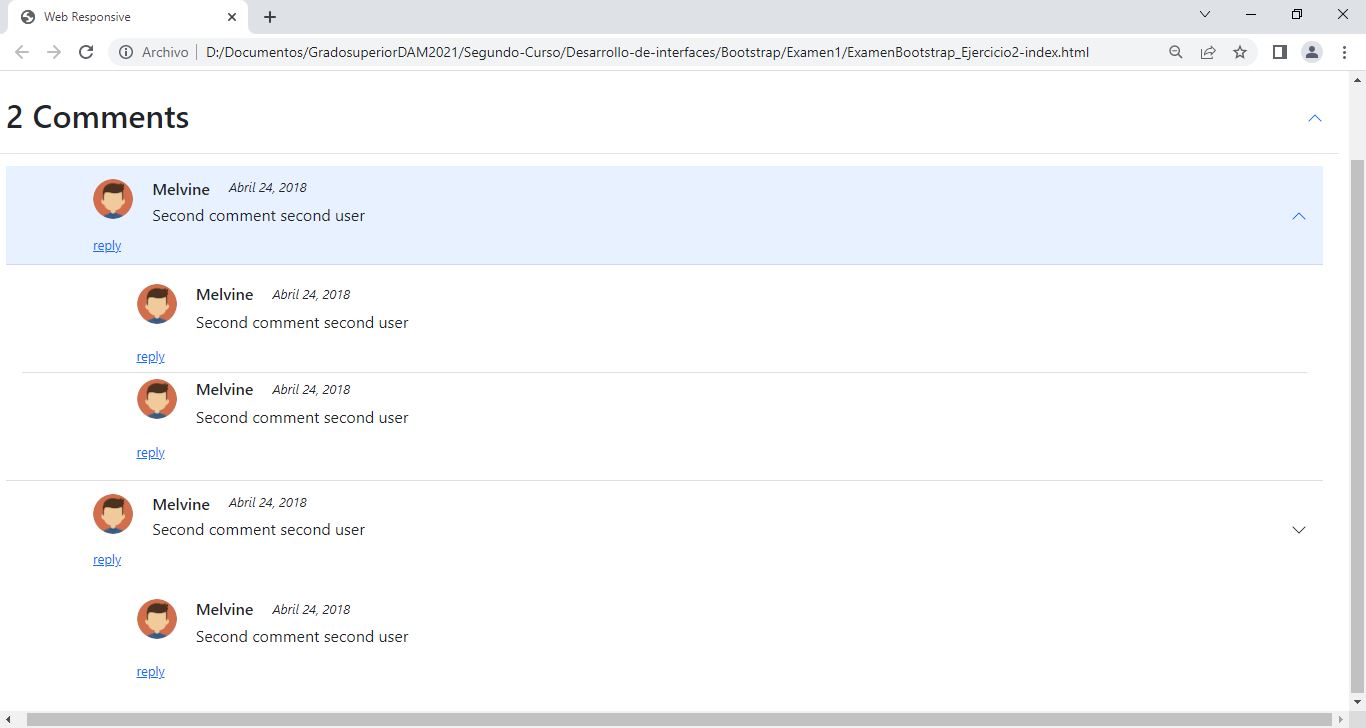 Web Responsive
Archivo D:/Documentos/GradosuperiorDAM2021/Segundo-Curso/Desarrollo-de-interfaces/Bootstrap/Examen1/ExamenBootstrap_Ejercicio2-index.html
2 Comments
Melvine Abril 24, 2018
Second comment second user
reply
Melvine Abril 24, 2018
Second comment second user
reply
Melvine Abril 24, 2018
Second comment second user
reply
Melvine Abril 24, 2018
Second comment second user
reply
Melvine Abril 24, 2018
Second comment second user
reply